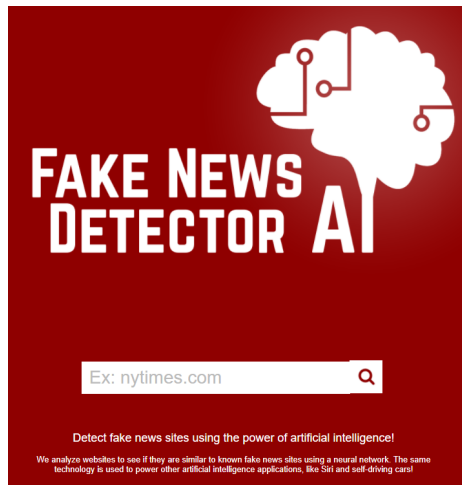 FAKE NEWS
DETECTOR AI
Ex: nytimes.com
Detect fake news sites using the power of artificial intelligence!
We analyze websites to see if they are similar to known fake news sites using a neural network. The same
technology is used to power other artificial intelligence applications, like Siri and self-driving cars!